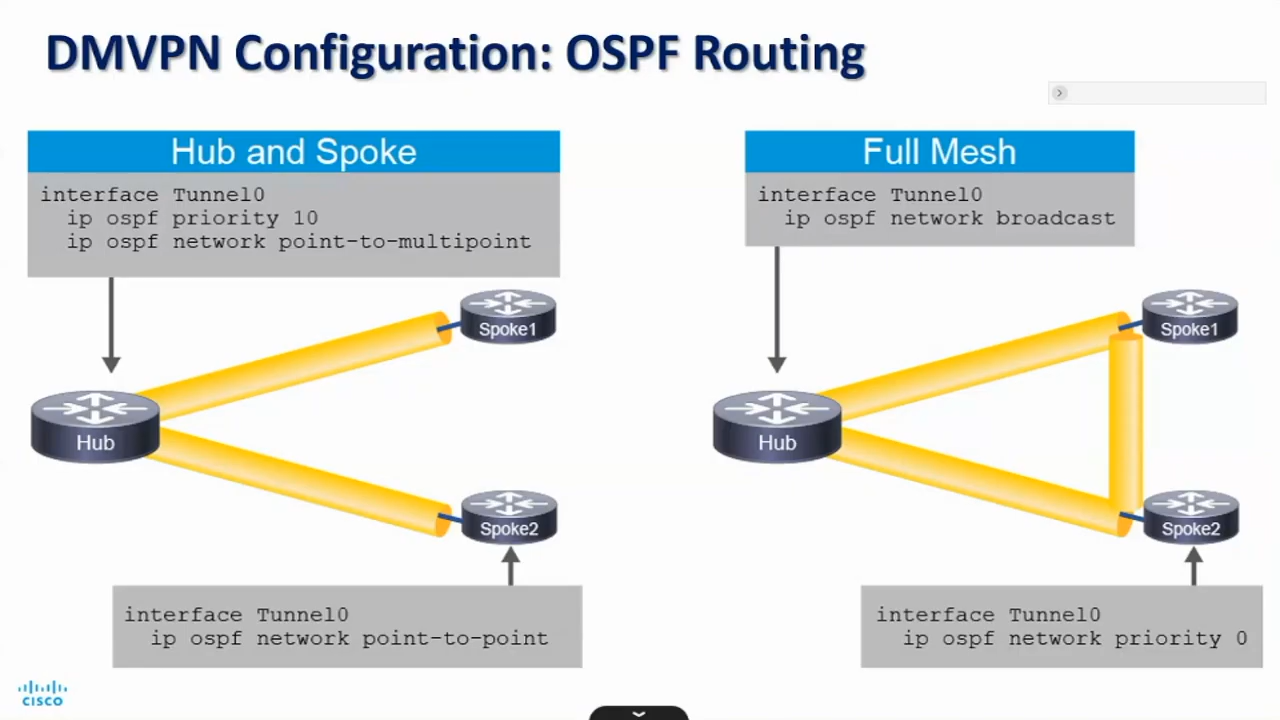 DMVPN Configuration: OSPF Routing
Hub and Spoke
interface Tunnel0
ip ospf priority 10
ip ospf network point-to-multipoint
Spoke1
Hub
Spoke2
interface Tunnel0
ip ospf network point-to-point
Full Mesh
interface Tunnel0
ip ospf network broadcast
Spoke1
Hub
Spoke2
interface Tunnel0
ip ospf network priority 0
CISCO